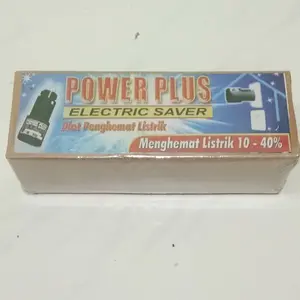 POWER PLUS
ELECTRIC SAVER
Alat Penghemat Listrik
Menghemat Listrik 10 - 40%